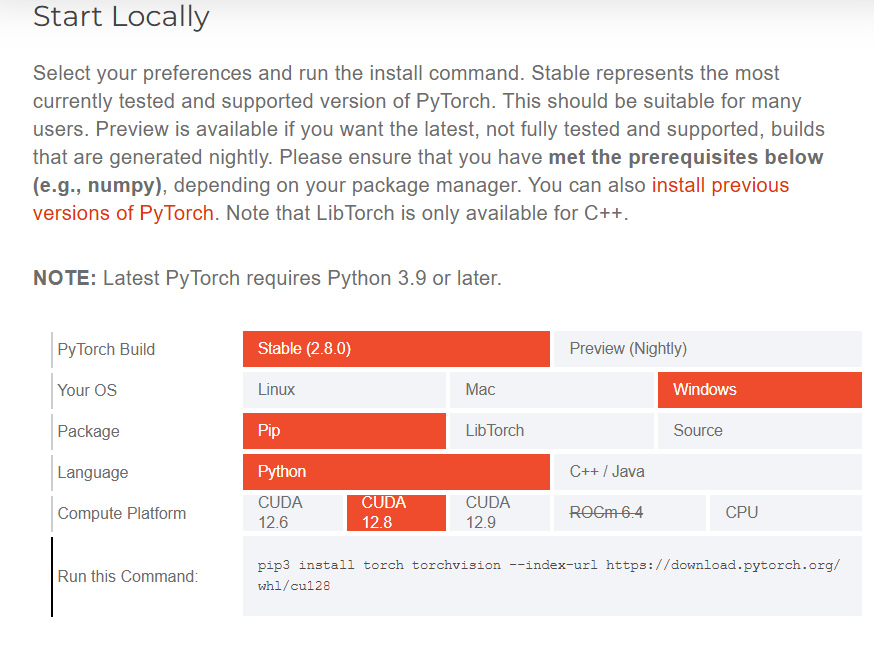 Start Locally
Select your preferences and run the install command. Stable represents the most
currently tested and supported version of PyTorch. This should be suitable for many
users. Preview is available if you want the latest, not fully tested and supported, builds
that are generated nightly. Please ensure that you have met the prerequisites below
(e.g., numpy), depending on your package manager. You can also install previous
versions of PyTorch. Note that LibTorch is only available for C++.
NOTE: Latest PyTorch requires Python 3.9 or later.
PyTorch Build Stable (2.8.0) Preview (Nightly)
Your OS Linux Mac Windows
Package Pip LibTorch Source
Language Python C++ / Java
Compute Platform CUDA 12.6 CUDA 12.8 CUDA 12.9 ROCm 6.4 CPU
Run this Command: pip3 install torch torchvision --index-url https://download.pytorch.org/
whl/cu128